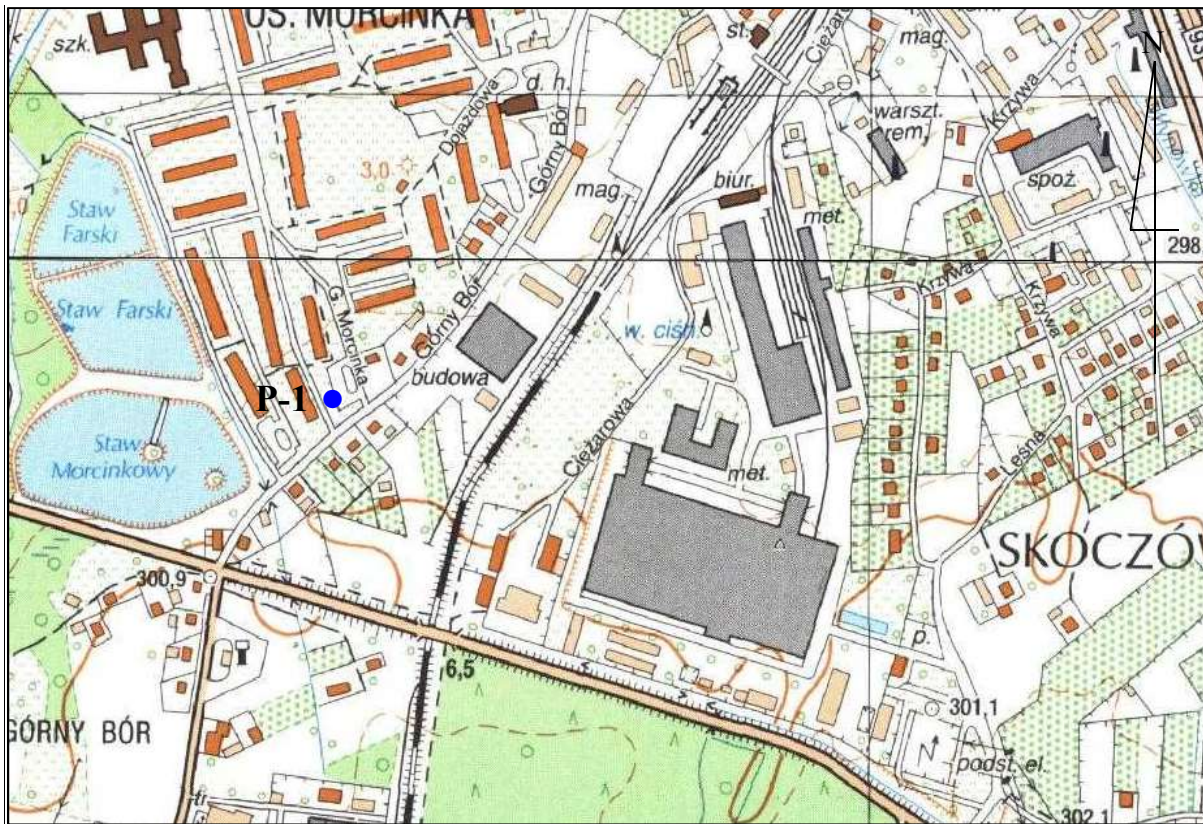 OS. MORCINKA
szk.
st.
Ciężarowa
mag.
N
d. h.
Dojazdowa
Górny Bór
Krzywa
warszt.
rem.
3,0
mag.
biur.
met.
spoż.
Staw
Farski
298
Krzywa
Staw Farski
G. Morcinka
Górny Bór
w. ciśn.
Krzywa
budowa
P-1
Ciężarowa
Leśna
Staw
Morcinkowy
met.
SKOCZÓW
300,9
p.
6,5
301,1
GÓRNY BÓR
N
podst. el.
tr.
302,1